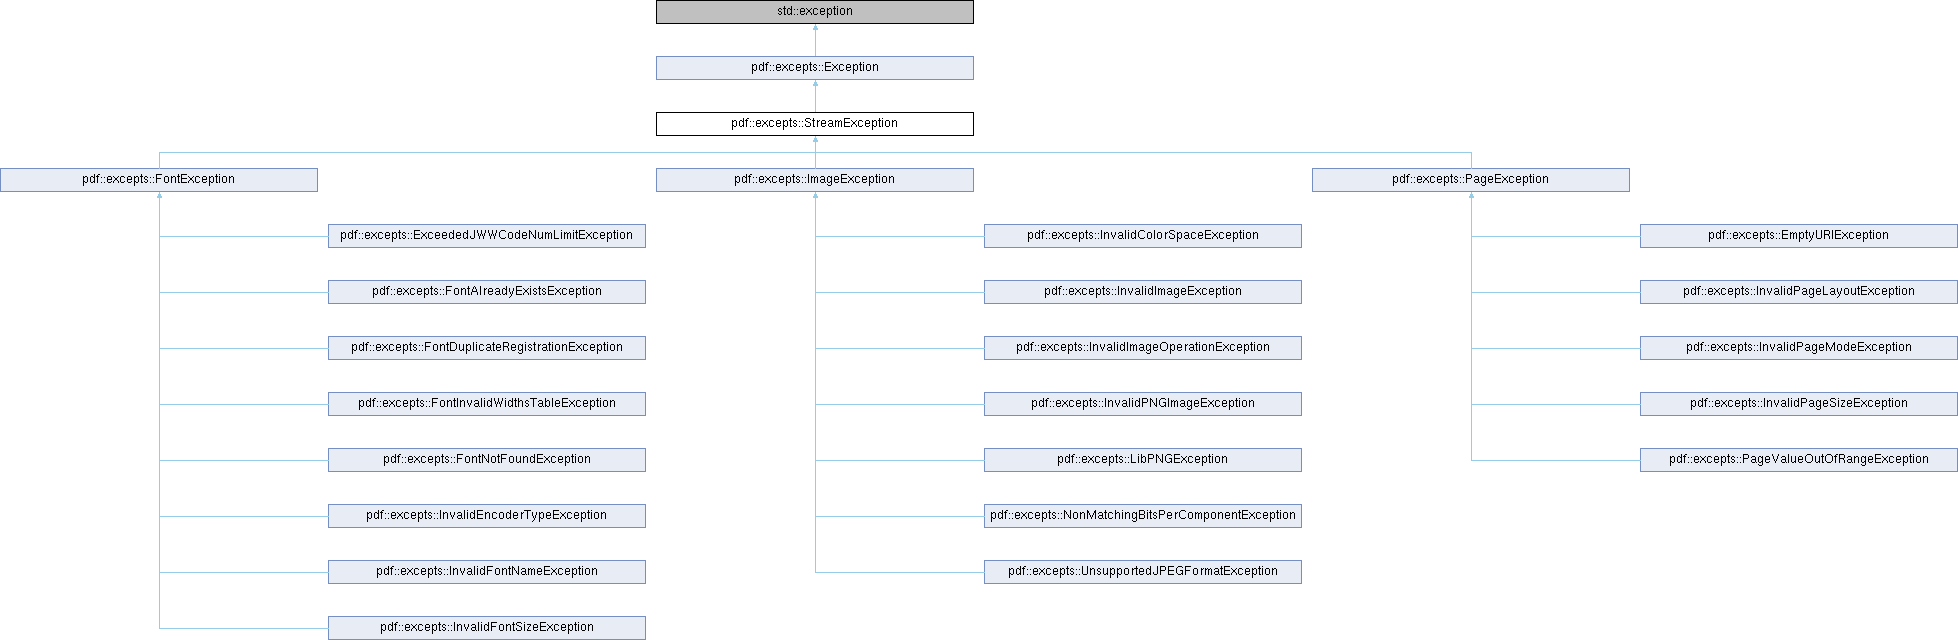 std::exception
pdf::excepts::Exception
pdf::excepts::StreamException
pdf::excepts::FontException
pdf::excepts::ImageException
pdf::excepts::PageException
pdf::excepts::ExceededJWWCodeNumLimitException
pdf::excepts::InvalidColorSpaceException
pdf::excepts::EmptyURIException
pdf::excepts::FontAlreadyExistsException
pdf::excepts::InvalidImageException
pdf::excepts::InvalidPageLayoutException
pdf::excepts::FontDuplicateRegistrationException
pdf::excepts::InvalidImageOperationException
pdf::excepts::InvalidPageModeException
pdf::excepts::FontInvalidWidthsTableException
pdf::excepts::InvalidPNGImageException
pdf::excepts::InvalidPageSizeException
pdf::excepts::FontNotFoundException
pdf::excepts::LibPNGException
pdf::excepts::PageValueOutOfRangeException
pdf::excepts::InvalidEncoderTypeException
pdf::excepts::NonMatchingBitsPerComponentException
pdf::excepts::InvalidFontNameException
pdf::excepts::UnsupportedJPEGFormatException
pdf::excepts::InvalidFontSizeException